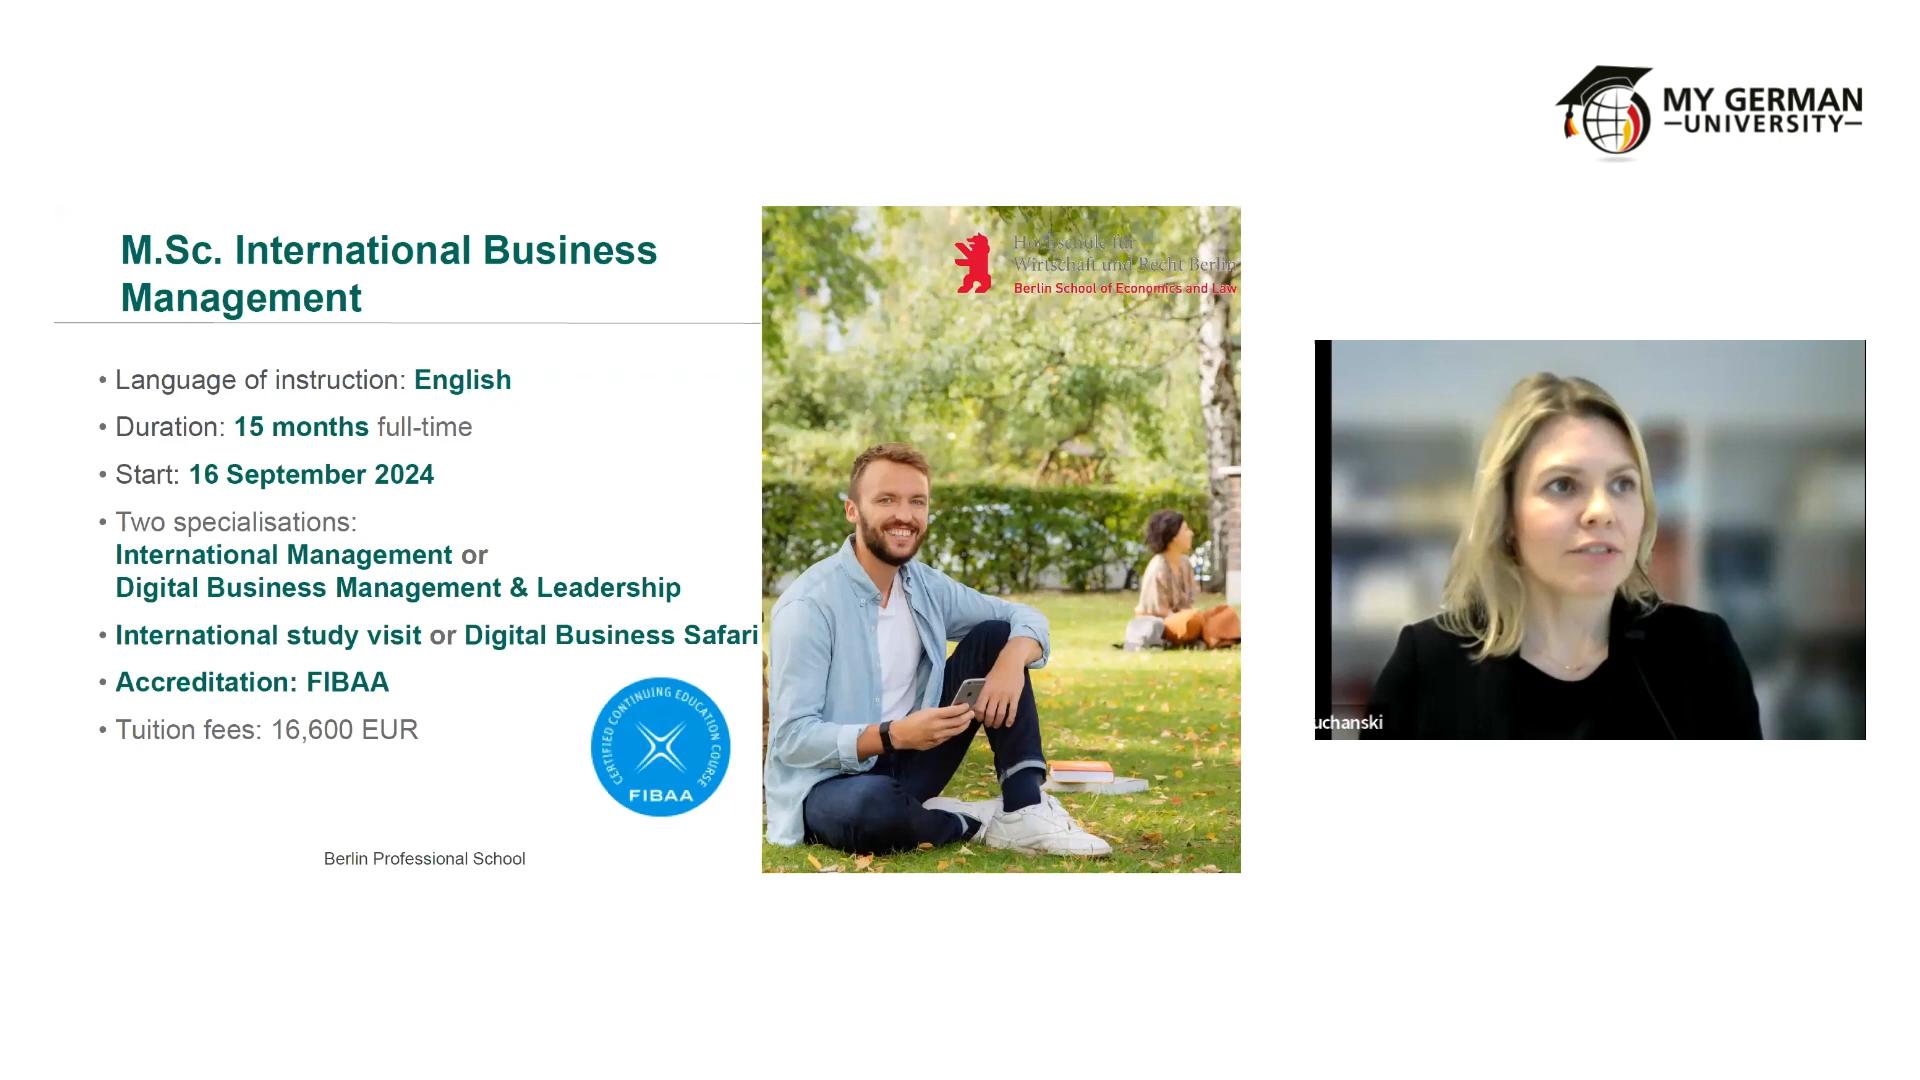 MY GERMAN
UNIVERSITY
M.Sc. International Business
Management
• Language of instruction: English
• Duration: 15 months full-time
• Start: 16 September 2024
• Two specialisations:
International Management or
Digital Business Management & Leadership
• International study visit or Digital Business Safari
• Accreditation: FIBAA
• Tuition fees: 16,600 EUR
CERTIFIED CONTINUING EDUCATION COURSE
FIBAA
Berlin Professional School
Hochschule für
Wirtschaft und Recht Berlin
Berlin School of Economics and Law
uchanski